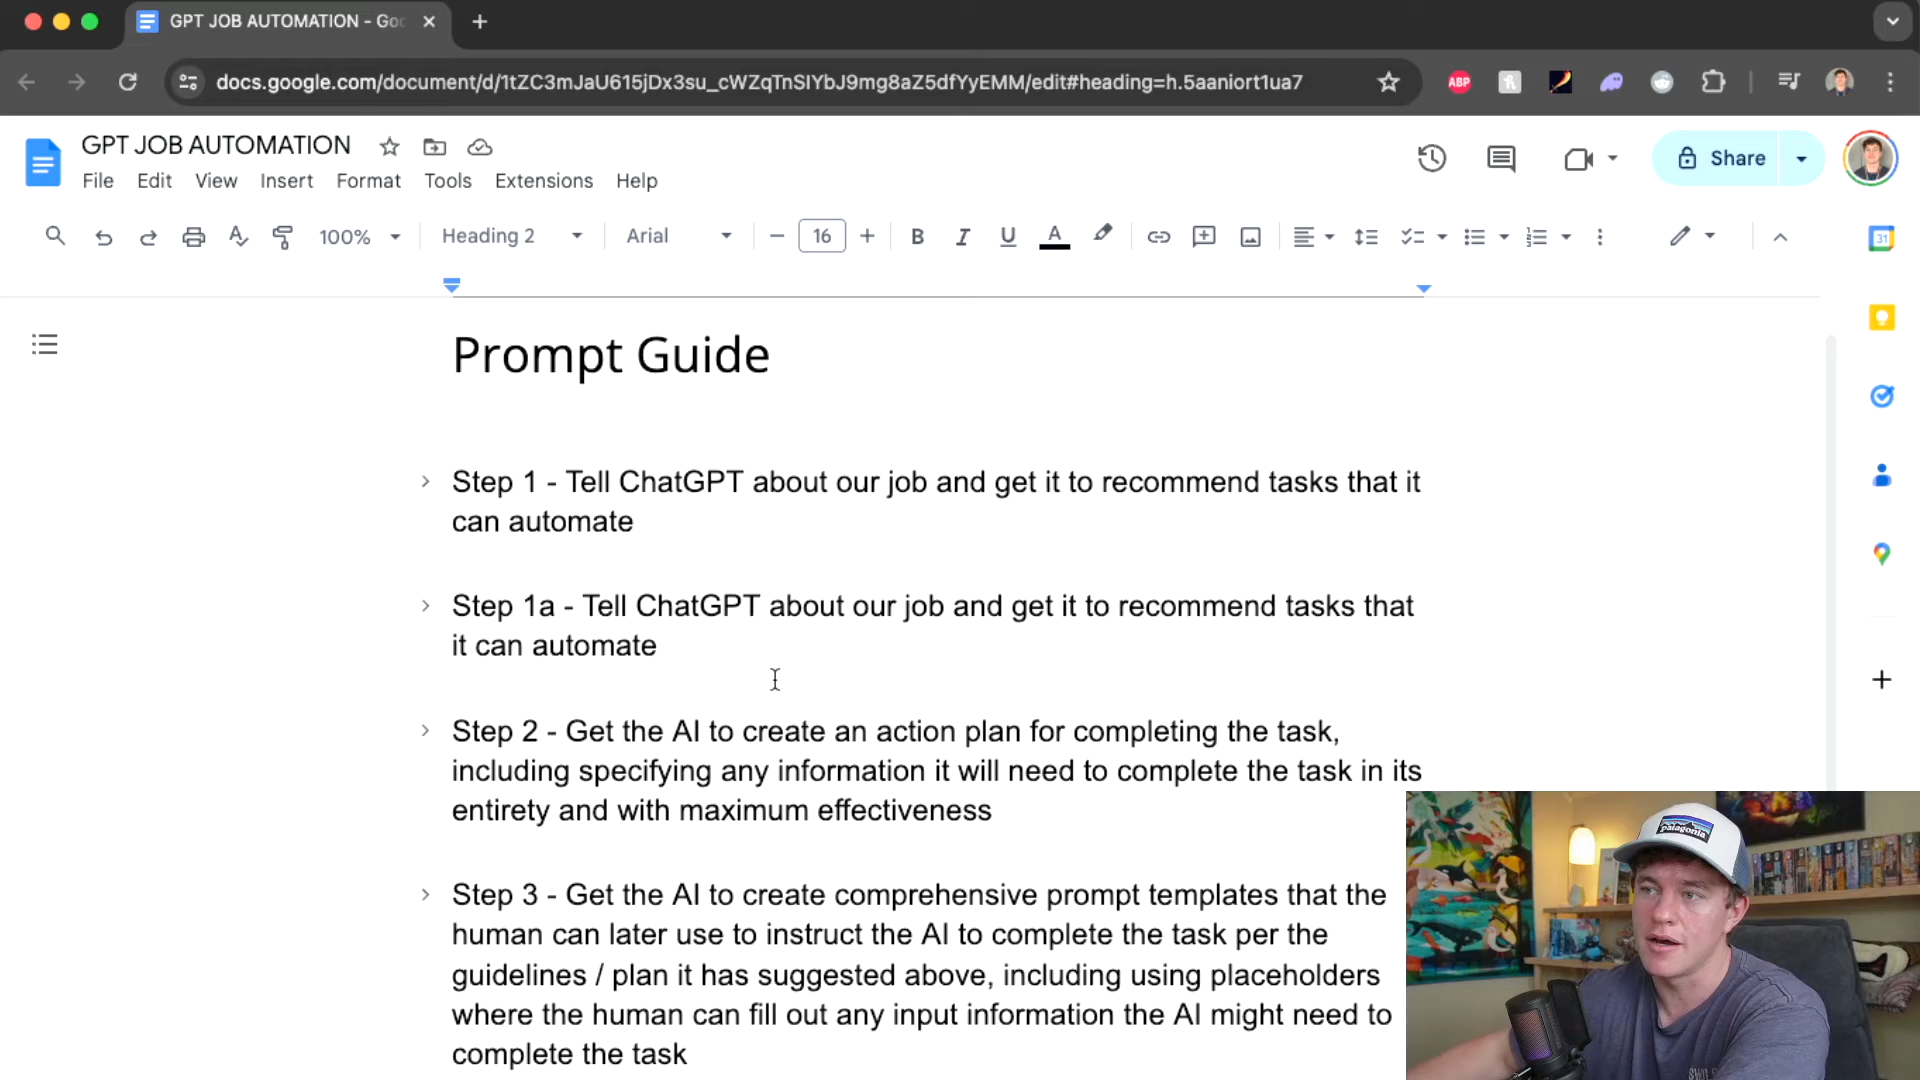 GPT JOB AUTOMATION - Goo
docs.google.com/document/d/1tZC3mJaU615jDx3su_cWZqTnSIYbJ9mg8aZ5dfYyEMM/edit#heading=h.5aaniort1ua7
ABP
GPT JOB AUTOMATION
Share
File Edit View Insert Format Tools Extensions Help
100% Heading 2 Arial 16 B I U A
31
Prompt Guide
Step 1 - Tell ChatGPT about our job and get it to recommend tasks that it
can automate
Step 1a - Tell ChatGPT about our job and get it to recommend tasks that
it can automate
Step 2 - Get the AI to create an action plan for completing the task,
including specifying any information it will need to complete the task in its
entirety and with maximum effectiveness
Step 3 - Get the AI to create comprehensive prompt templates that the
human can later use to instruct the AI to complete the task per the
guidelines / plan it has suggested above, including using placeholders
where the human can fill out any input information the AI might need to
complete the task
patagonia